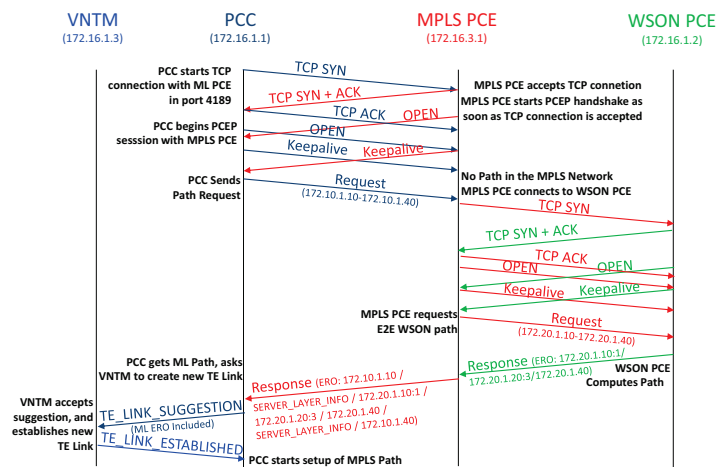 VNTM
(172.16.1.3)
PCC
(172.16.1.1)
MPLS PCE
(172.16.3.1)
WSON PCE
(172.16.1.2)
PCC starts TCP
connection with ML PCE
in port 4189
TCP SYN
TCP SYN + ACK
TCP ACK
MPLS PCE accepts TCP connetion
MPLS PCE starts PCEP handshake as
soon as TCP connection is accepted
OPEN
PCC begins PCEP
sesssion with MPLS PCE
OPEN
Keepalive
Keepalive
PCC Sends
Path Request
Request
(172.10.1.10-172.10.1.40)
No Path in the MPLS Network
MPLS PCE connects to WSON PCE
TCP SYN
TCP SYN + ACK
TCP ACK
OPEN
OPEN
Keepalive
Keepalive
MPLS PCE requests
E2E WSON path
Request
(172.20.1.10-172.20.1.40)
Response (ERO: 172.20.1.10:1/
172.20.1.20:3/172.20.1.40)
WSON PCE
Computes Path
PCC gets ML Path, asks
VNTM to create new TE Link
Response (ERO: 172.10.1.10 /
SERVER_LAYER_INFO / 172.20.1.10:1 /
172.20.1.20:3 / 172.20.1.40 /
SERVER_LAYER_INFO / 172.10.1.40)
VNTM accepts
suggestion, and
establishes new
TE Link
TE_LINK_SUGGESTION
(ML ERO Included)
TE_LINK_ESTABLISHED
PCC starts setup of MPLS Path